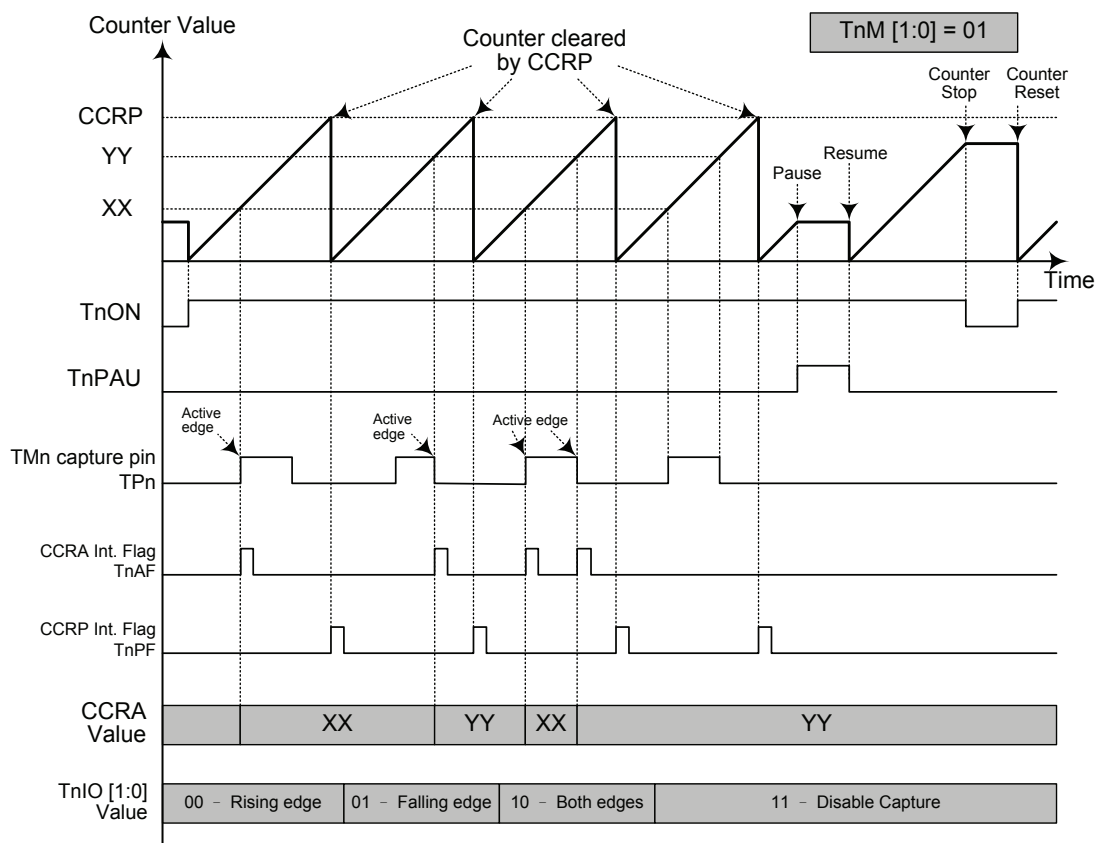 Counter Value
TnM [1:0] = 01
Counter cleared
by CCRP
Counter
Stop
Counter
Reset
CCRP
YY
XX
Pause
Resume
Time
TnON
TnPAU
Active
edge
Active
edge
Active edge
TMn capture pin
TPn
CCRA Int. Flag
TnAF
CCRP Int. Flag
TnPF
CCRA
Value
XX
YY
XX
YY
TnIO [1:0]
Value
00 – Rising edge
01 – Falling edge
10 – Both edges
11 – Disable Capture